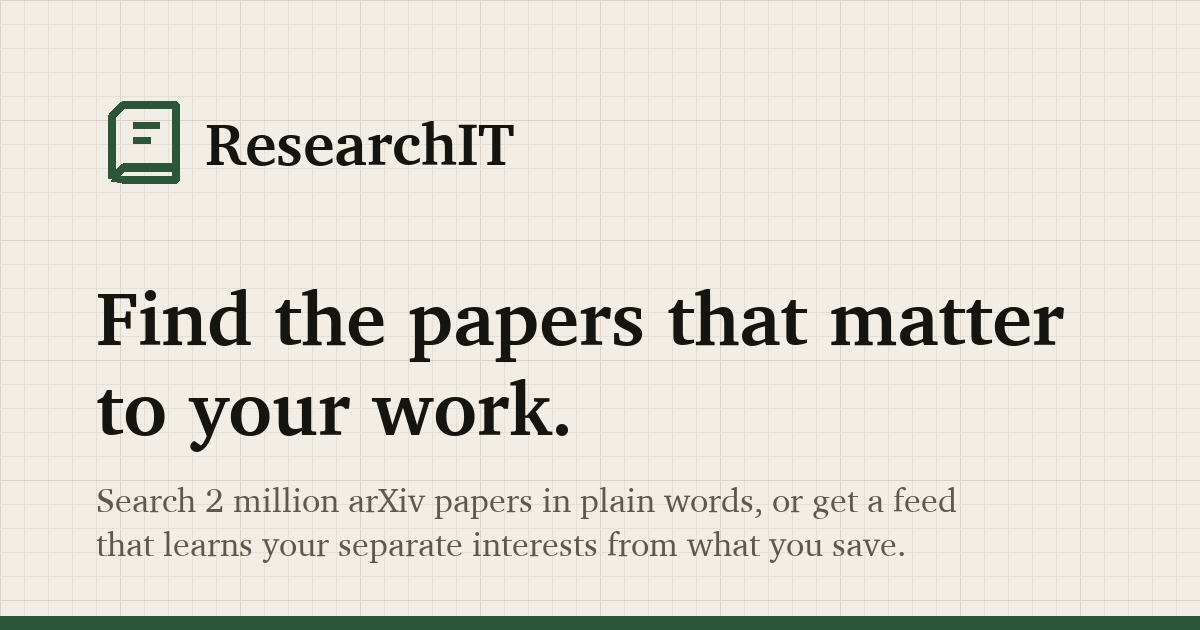 ResearchIT
Find the papers that matter
to your work.
Search 2 million arXiv papers in plain words, or get a feed
that learns your separate interests from what you save.